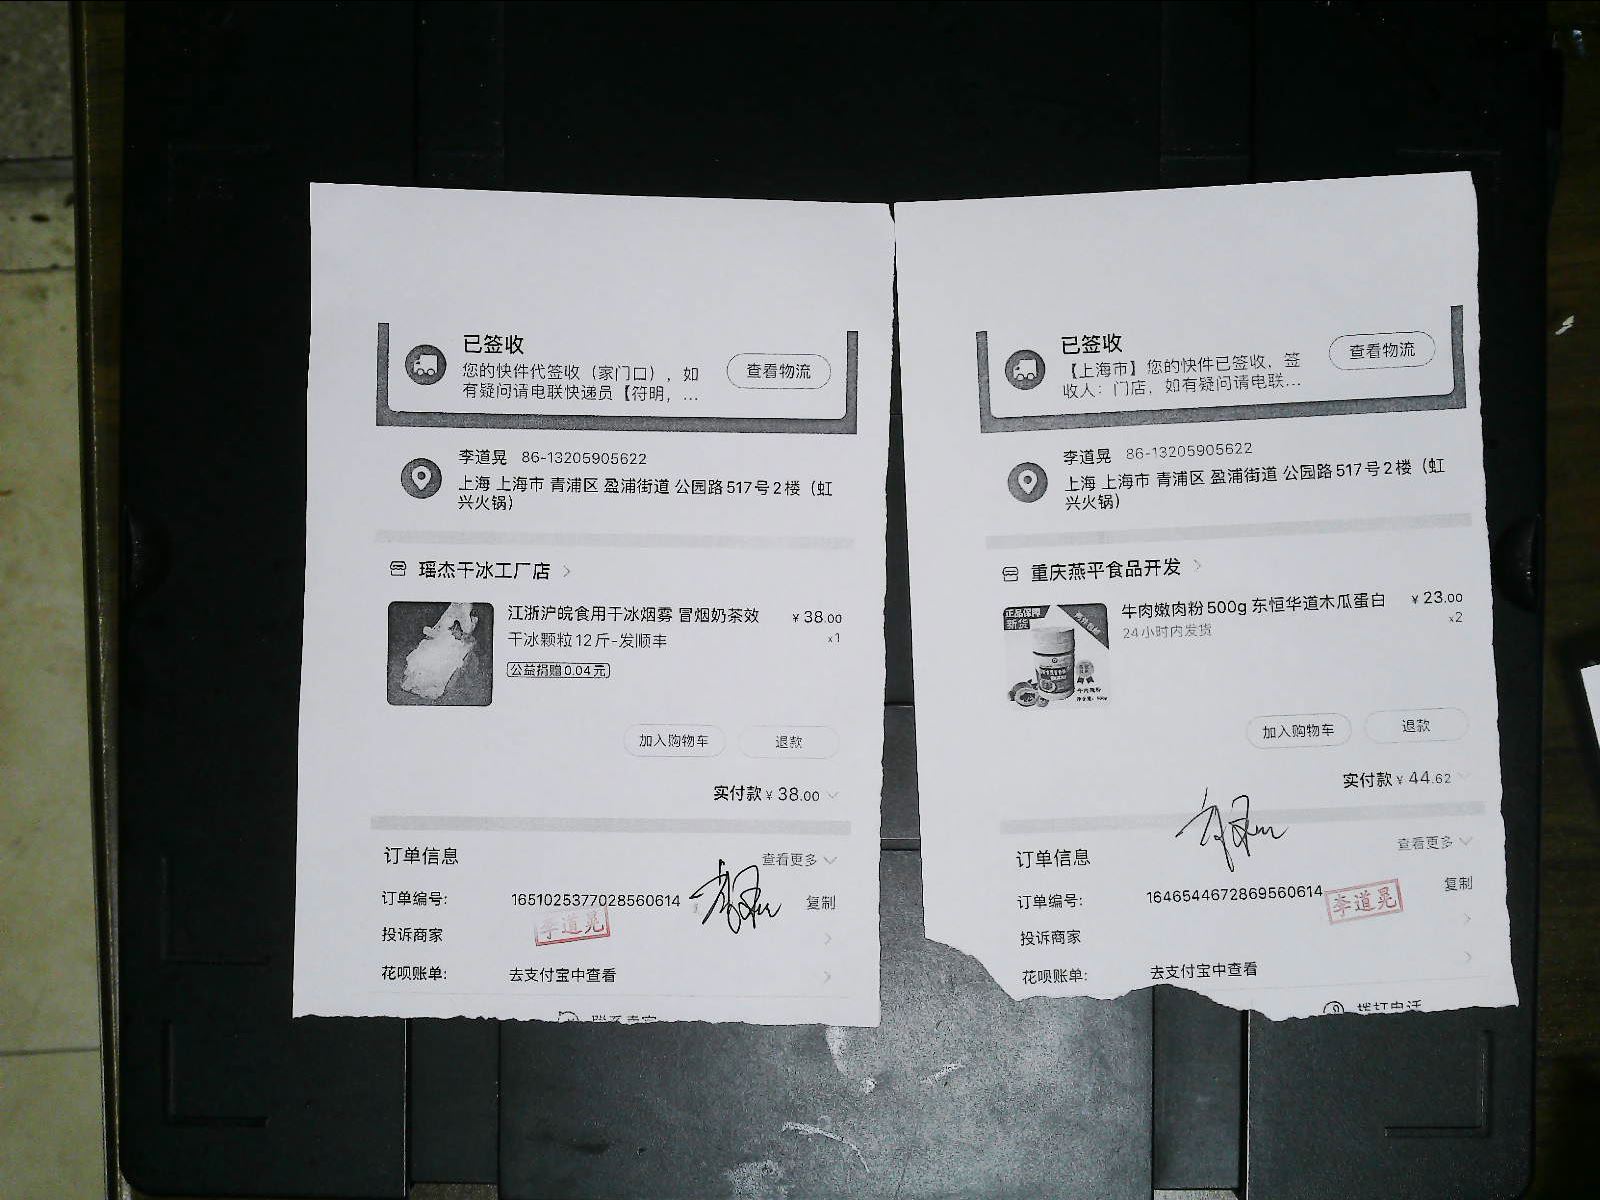 已签收
您的快件代签收（家门口），如
有疑问请电联快递员【符明，...
查看物流
李道晃 86-13205905622
上海 上海市 青浦区 盈浦街道 公园路517号2楼（虹
兴火锅）
瑶杰干冰工厂店
江浙沪皖食用干冰烟雾 冒烟奶茶效 ¥38.00
干冰颗粒12斤-发顺丰 x1
公益捐赠0.04元
加入购物车 退款
实付款 ¥38.00
订单信息 查看更多
订单编号: 1651025377028560614 复制
李道晃
投诉商家
花呗账单: 去支付宝中查看
已签收
【上海市】您的快件已签收，签
收人：门店，如有疑问请电联...
查看物流
李道晃 86-13205905622
上海 上海市 青浦区 盈浦街道 公园路517号2楼（虹
兴火锅）
重庆燕平食品开发
正品保障
新货
牛肉嫩肉粉500g东恒华道木瓜蛋白 ¥23.00
24小时内发货 x2
加入购物车 退款
实付款 ¥44.62
订单信息 查看更多
订单编号: 1646544672869560614 复制
李道晃
投诉商家
花呗账单: 去支付宝中查看
拨打电话